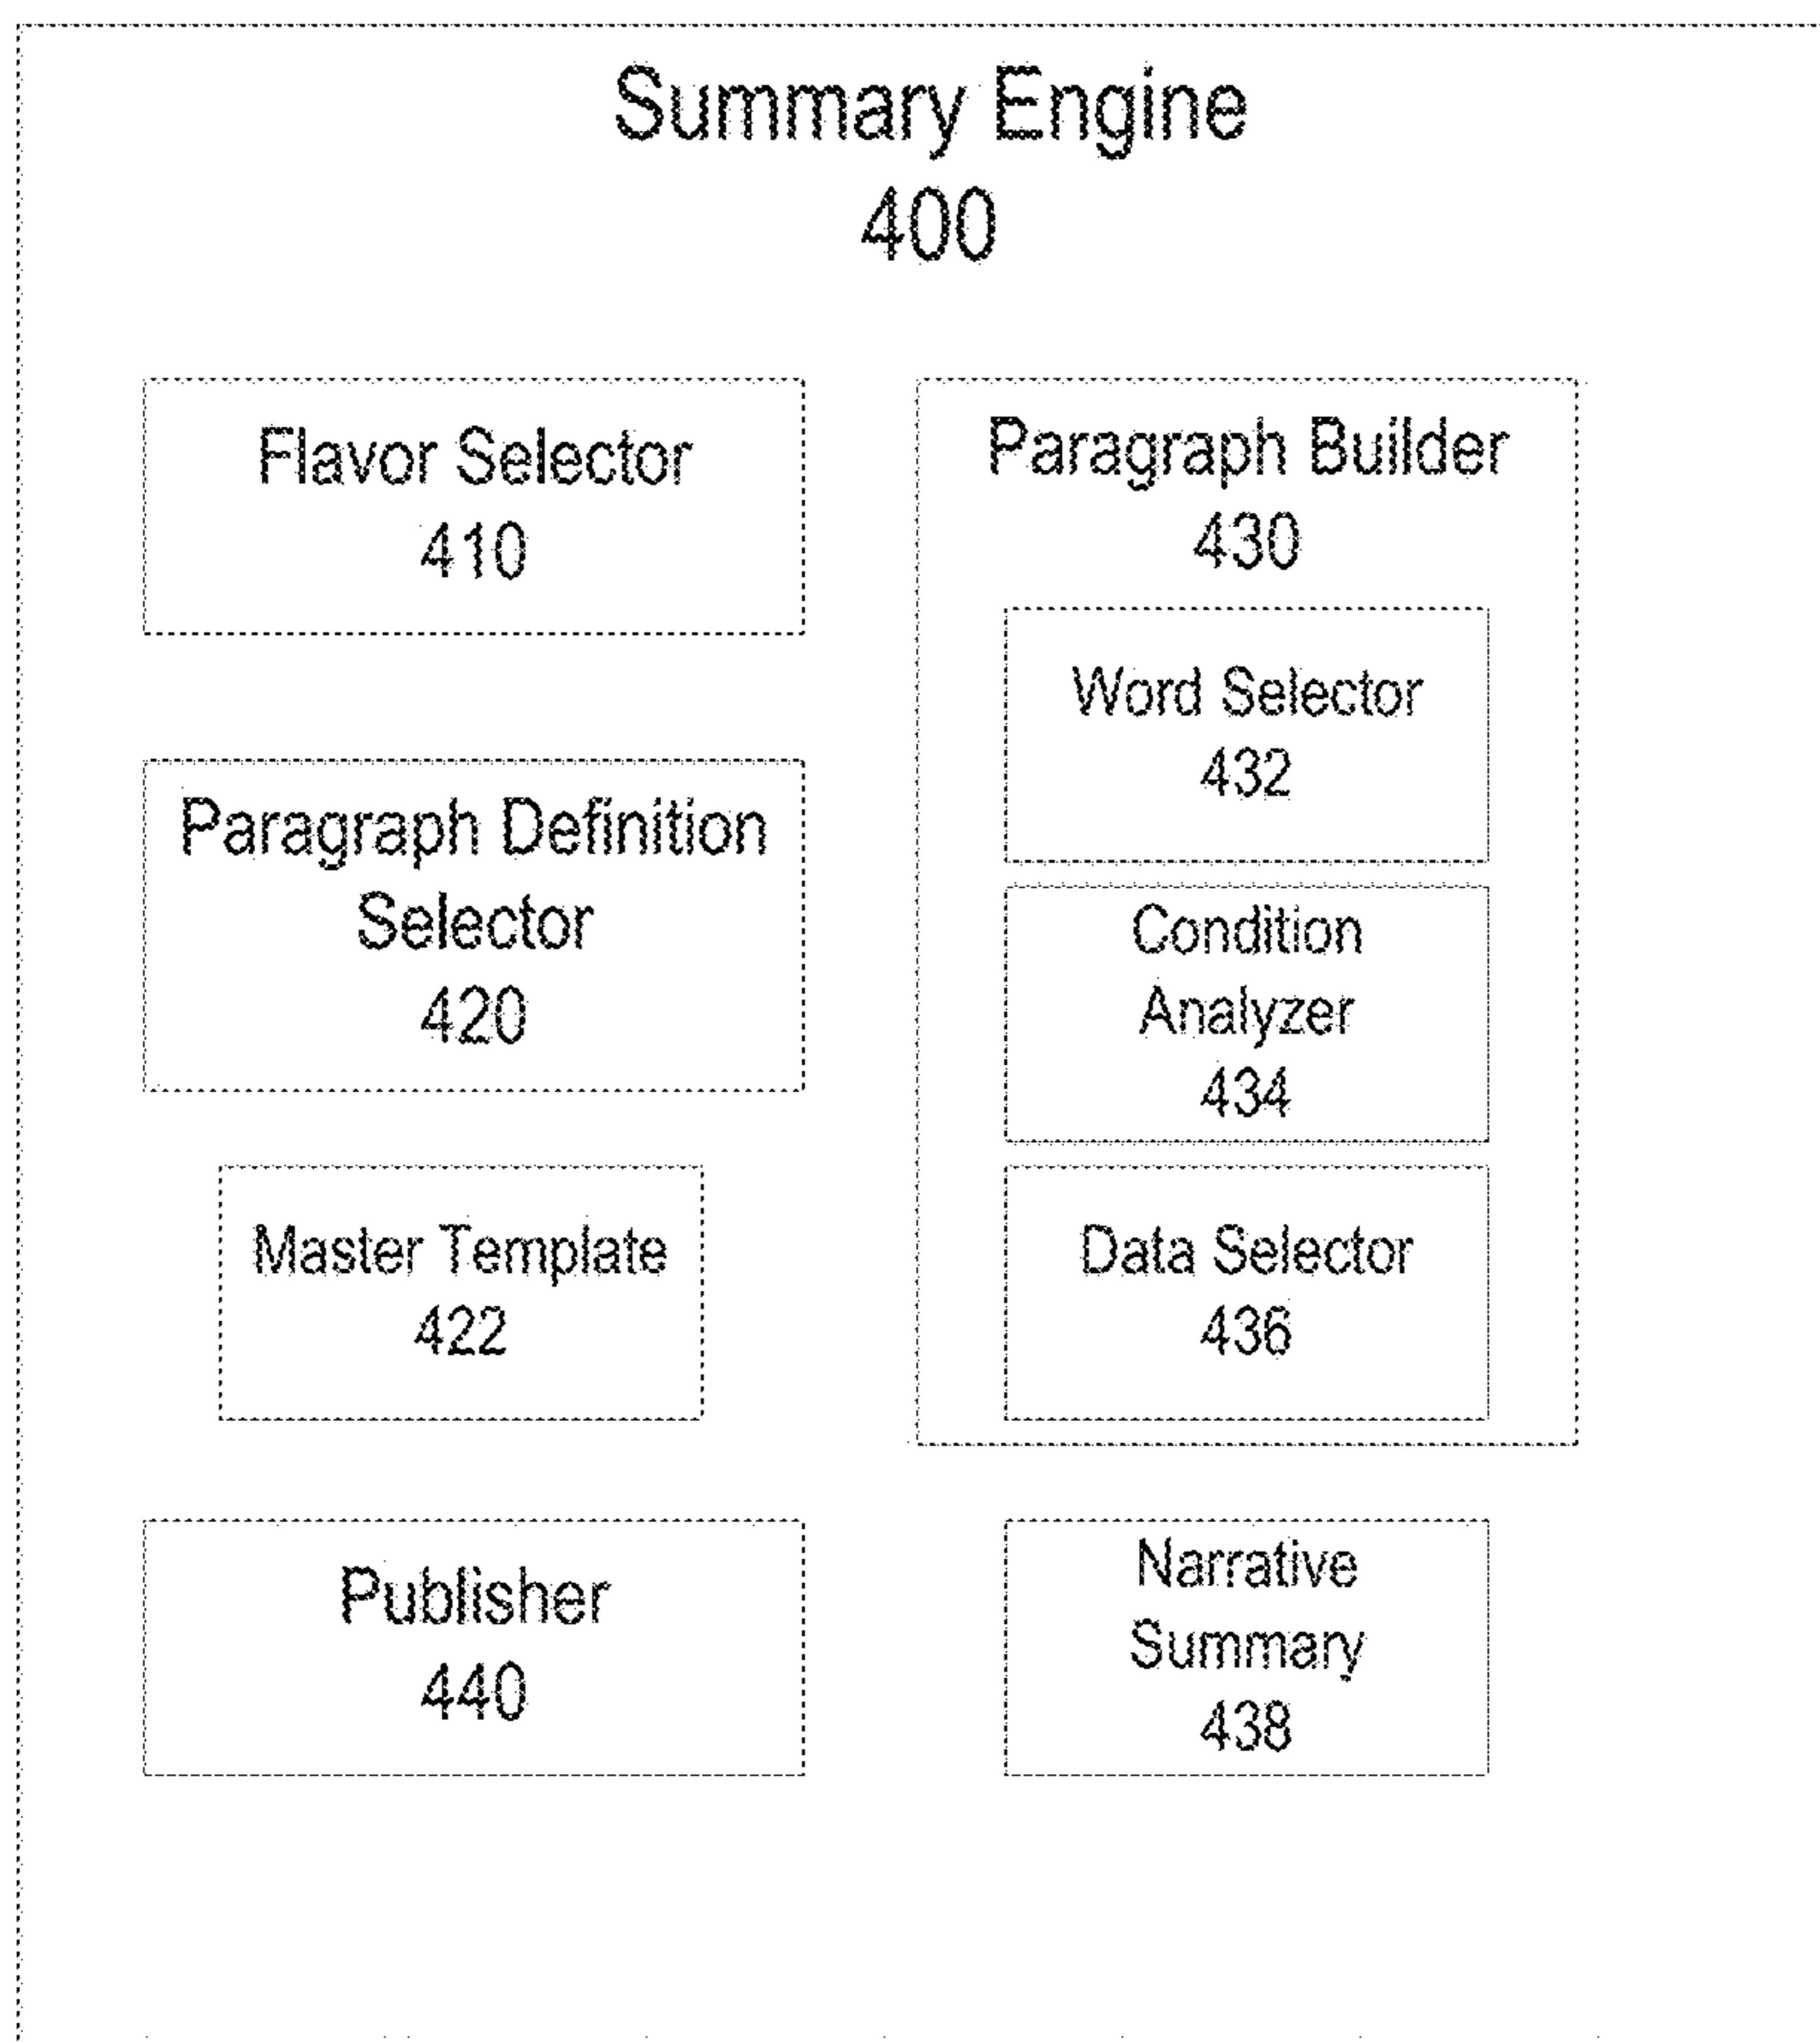 Summary Engine
400
Flavor Selector
410
Paragraph Definition
Selector
420
Master Template
422
Publisher
440
Paragraph Builder
430
Word Selector
432
Condition
Analyzer
434
Data Selector
436
Narrative
Summary
438